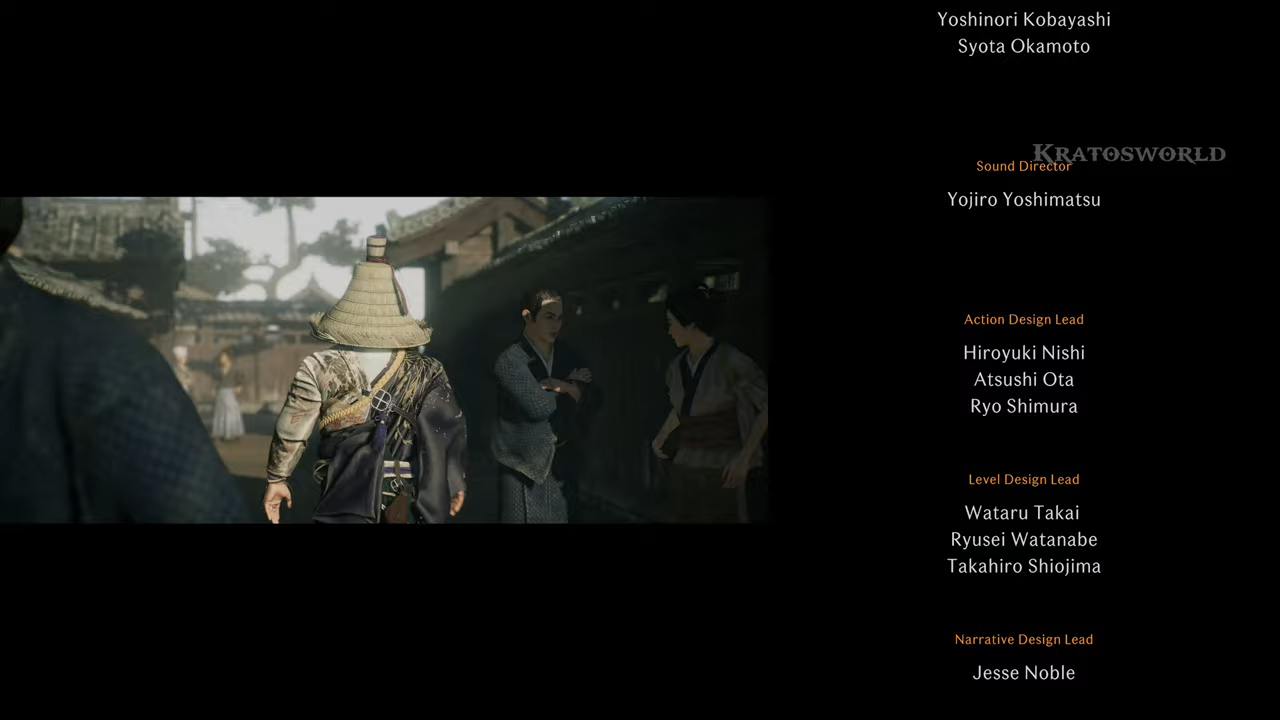 Yoshinori Kobayashi
Syota Okamoto
KRATOSWORLD
Sound Director
Yojiro Yoshimatsu
Action Design Lead
Hiroyuki Nishi
Atsushi Ota
Ryo Shimura
Level Design Lead
Wataru Takai
Ryusei Watanabe
Takahiro Shiojima
Narrative Design Lead
Jesse Noble